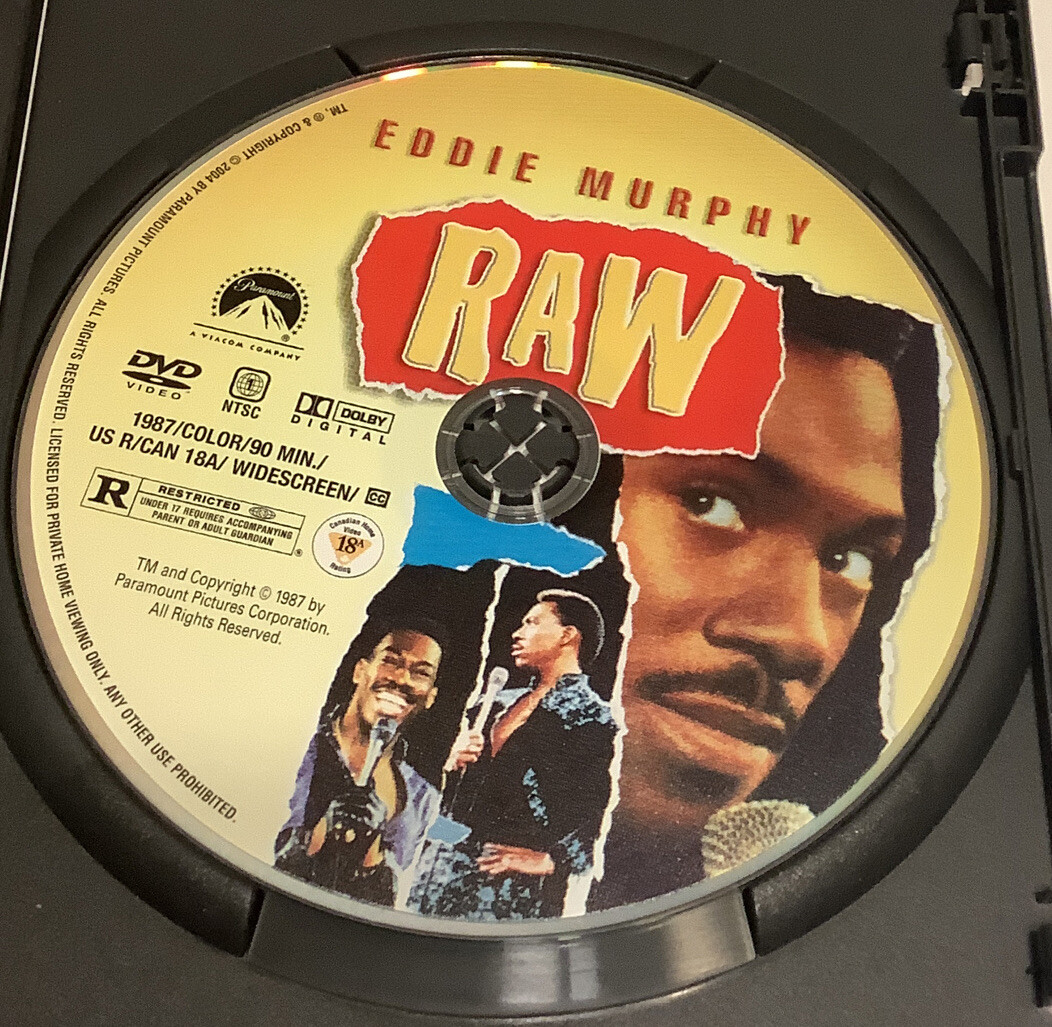 EDDIE MURPHY
RAW
Paramount
®
A VIACOM COMPANY
DVD
VIDEO
1
NTSC
DOLBY
DIGITAL
1987/COLOR/90 MIN./
US R/CAN 18A/ WIDESCREEN/ CC
R
RESTRICTED
UNDER 17 REQUIRES ACCOMPANYING
PARENT OR ADULT GUARDIAN
®
Canadian Home
Video
18A
Rating
TM and Copyright © 1987 by
Paramount Pictures Corporation.
All Rights Reserved.
TM, ® & COPYRIGHT © 2004 BY PARAMOUNT PICTURES. ALL RIGHTS RESERVED. LICENSED FOR PRIVATE HOME VIEWING ONLY. ANY OTHER USE PROHIBITED.